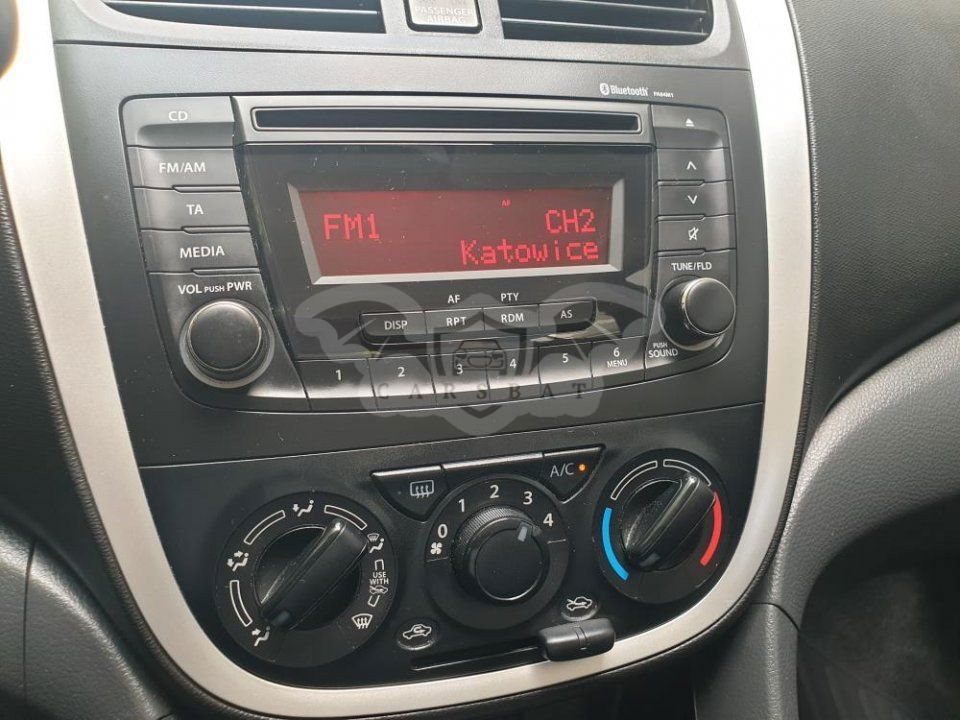 PASSENGER
AIRBAG
Bluetooth PA84M1
CD
FM/AM
TA
MEDIA
VOL PUSH PWR
FM1 AF CH2
Katowice
TUNE/FLD
PUSH
SOUND
AF PTY
DISP RPT RDM AS
1 2 3 4 5 6
MENU
CARSBAT
A/C
0 1 2 3 4
USE
WITH